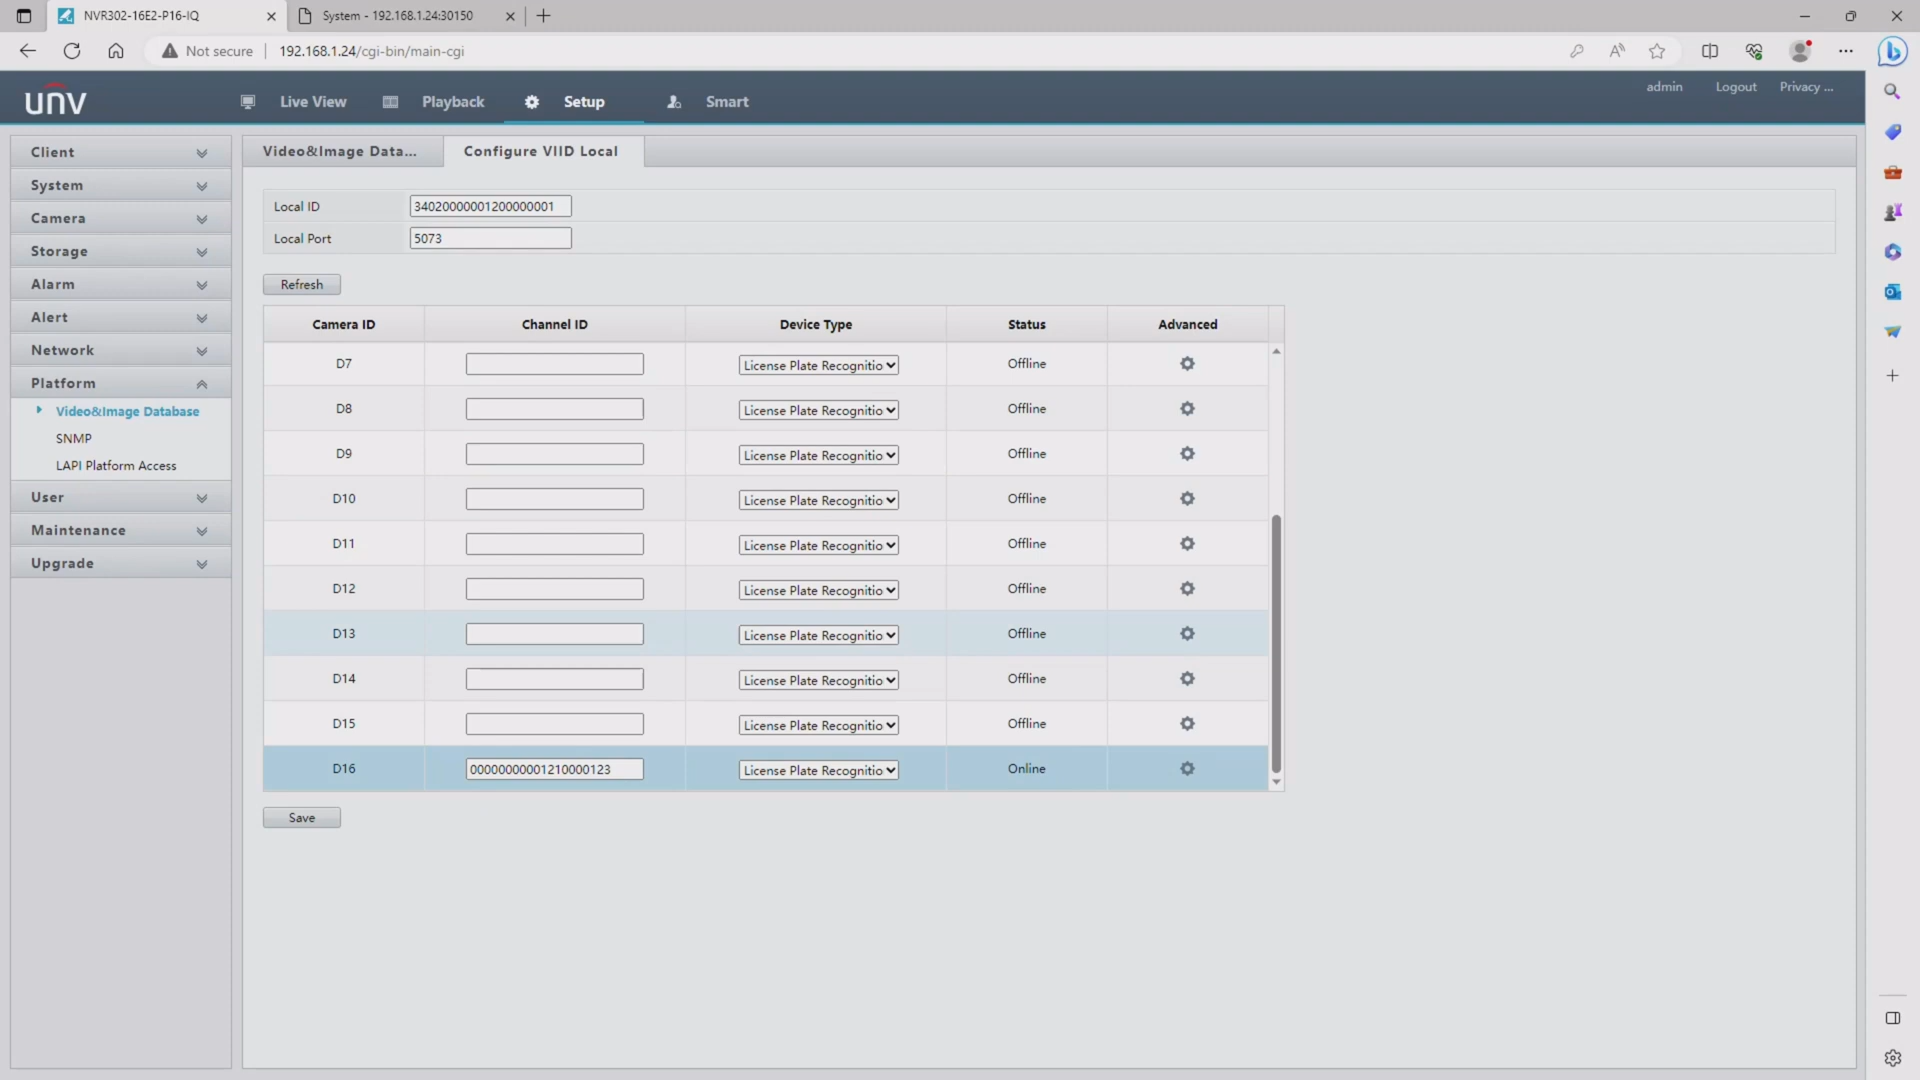 NVR302-16E2-P16-IQ
System - 192.168.1.24:30150
Not secure
192.168.1.24/cgi-bin/main-cgi
unv
Live View
Playback
Setup
Smart
admin
Logout
Privacy ...
Client
System
Camera
Storage
Alarm
Alert
Network
Platform
Video&Image Database
SNMP
LAPI Platform Access
User
Maintenance
Upgrade
Video&Image Data...
Configure VIID Local
Local ID 34020000001200000001
Local Port 5073
Refresh
Camera ID Channel ID Device Type Status Advanced
D7 License Plate Recognitio Offline
D8 License Plate Recognitio Offline
D9 License Plate Recognitio Offline
D10 License Plate Recognitio Offline
D11 License Plate Recognitio Offline
D12 License Plate Recognitio Offline
D13 License Plate Recognitio Offline
D14 License Plate Recognitio Offline
D15 License Plate Recognitio Offline
D16 00000000001210000123 License Plate Recognitio Online
Save